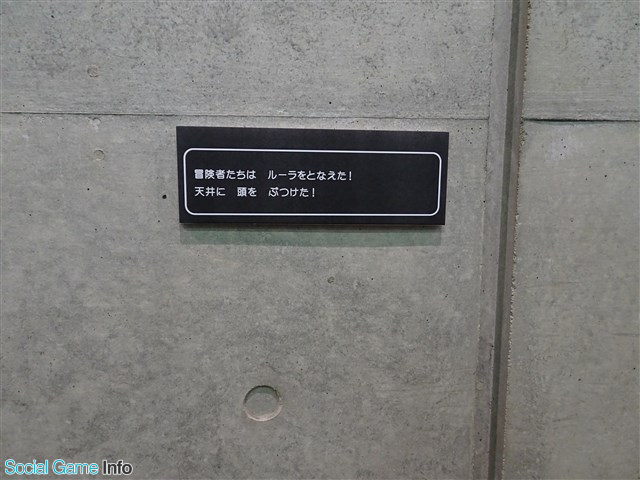 冒険者たちは　ルーラをとなえた!
天井に　頭を　ぶつけた!
Social Game Info